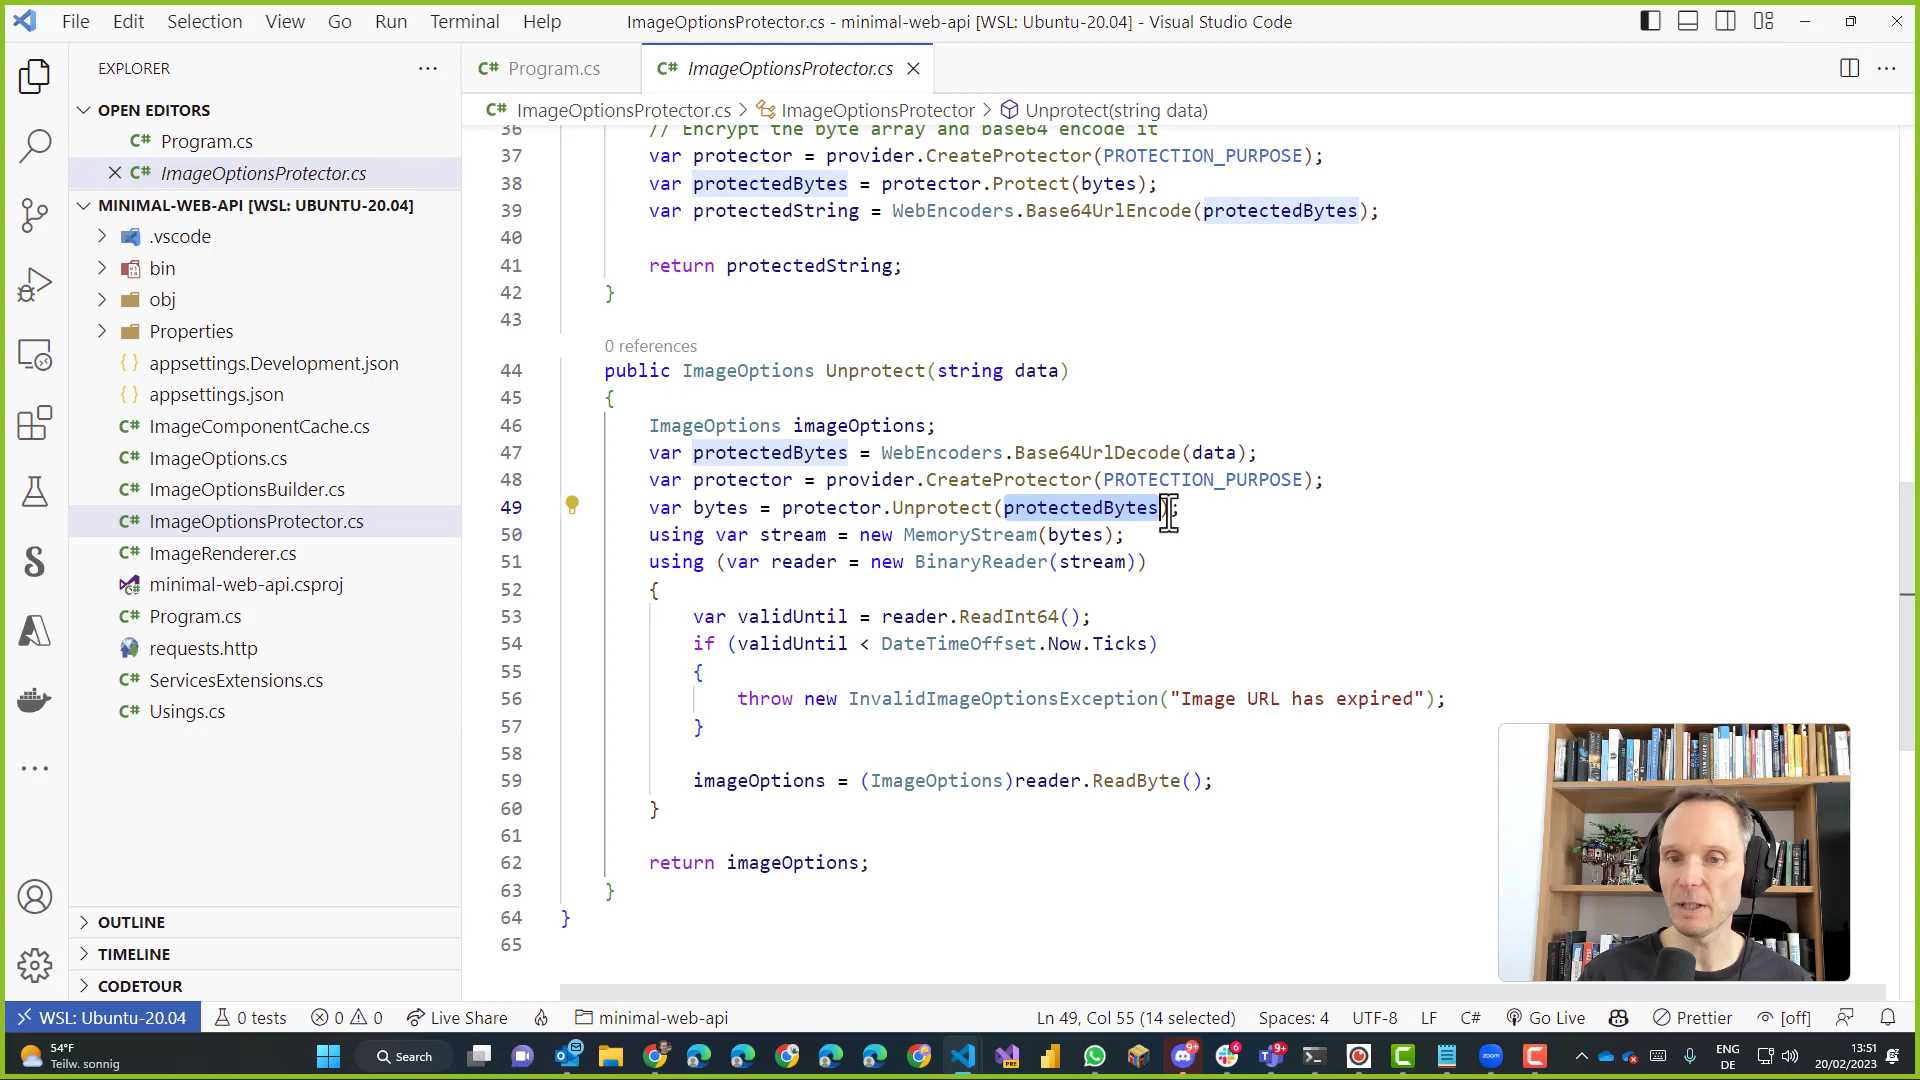 File Edit Selection View Go Run Terminal Help
ImageOptionsProtector.cs - minimal-web-api [WSL: Ubuntu-20.04] - Visual Studio Code
EXPLORER
OPEN EDITORS
C# Program.cs
C# ImageOptionsProtector.cs
MINIMAL-WEB-API [WSL: UBUNTU-20.04]
.vscode
bin
obj
Properties
{} appsettings.Development.json
{} appsettings.json
C# ImageComponentCache.cs
C# ImageOptions.cs
C# ImageOptionsBuilder.cs
C# ImageOptionsProtector.cs
C# ImageRenderer.cs
minimal-web-api.csproj
C# Program.cs
requests.http
C# ServicesExtensions.cs
C# Usings.cs
OUTLINE
TIMELINE
CODETOUR
C# Program.cs
C# ImageOptionsProtector.cs
C# ImageOptionsProtector.cs > ImageOptionsProtector > Unprotect(string data)
36 // Encrypt the byte array and base64 encode it
37 var protector = provider.CreateProtector(PROTECTION_PURPOSE);
38 var protectedBytes = protector.Protect(bytes);
39 var protectedString = WebEncoders.Base64UrlEncode(protectedBytes);
40
41 return protectedString;
42 }
43
0 references
44 public ImageOptions Unprotect(string data)
45 {
46 ImageOptions imageOptions;
47 var protectedBytes = WebEncoders.Base64UrlDecode(data);
48 var protector = provider.CreateProtector(PROTECTION_PURPOSE);
49 var bytes = protector.Unprotect(protectedBytes);
50 using var stream = new MemoryStream(bytes);
51 using (var reader = new BinaryReader(stream))
52 {
53 var validUntil = reader.ReadInt64();
54 if (validUntil < DateTimeOffset.Now.Ticks)
55 {
56 throw new InvalidImageOptionsException("Image URL has expired");
57 }
58
59 imageOptions = (ImageOptions)reader.ReadByte();
60 }
61
62 return imageOptions;
63 }
64 }
65
WSL: Ubuntu-20.04 0 tests 0 0 Live Share minimal-web-api Ln 49, Col 55 (14 selected) Spaces: 4 UTF-8 LF C# Go Live Prettier [off]
54°F
Teilw. sonnig
Search
ENG
DE
13:51
20/02/2023